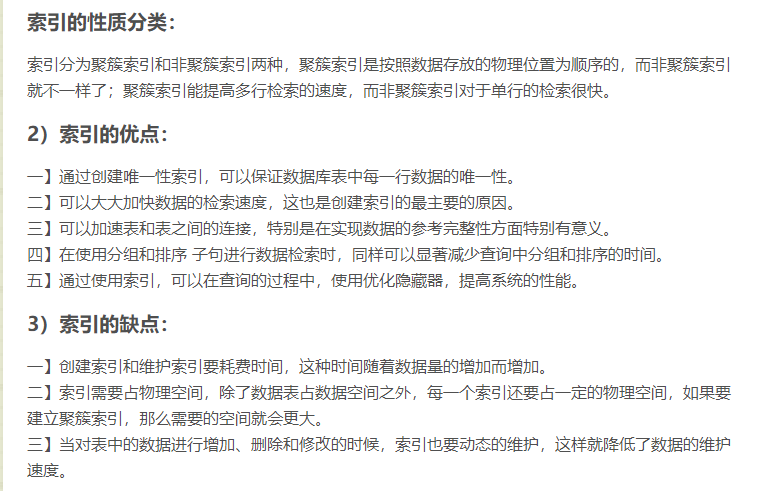 索引的性质分类：
索引分为聚簇索引和非聚簇索引两种，聚簇索引是按照数据存放的物理位置为顺序的，而非聚簇索引
就不一样了；聚簇索引能提高多行检索的速度，而非聚簇索引对于单行的检索很快。
2）索引的优点：
一】通过创建唯一性索引，可以保证数据库表中每一行数据的唯一性。
二】可以大大加快数据的检索速度，这也是创建索引的最主要的原因。
三】可以加速表和表之间的连接，特别是在实现数据的参考完整性方面特别有意义。
四】在使用分组和排序 子句进行数据检索时，同样可以显著减少查询中分组和排序的时间。
五】通过使用索引，可以在查询的过程中，使用优化隐藏器，提高系统的性能。
3）索引的缺点：
一】创建索引和维护索引要耗费时间，这种时间随着数据量的增加而增加。
二】索引需要占物理空间，除了数据表占数据空间之外，每一个索引还要占一定的物理空间，如果要
建立聚簇索引，那么需要的空间就会更大。
三】当对表中的数据进行增加、删除和修改的时候，索引也要动态的维护，这样就降低了数据的维护
速度。